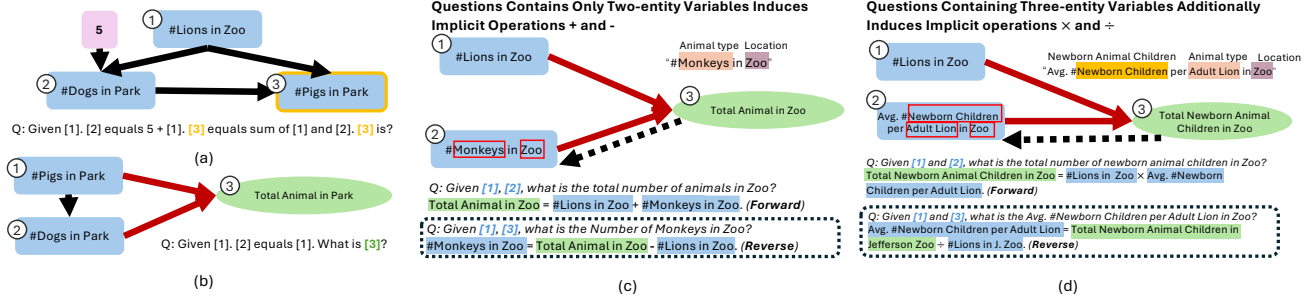 5
1
#Lions in Zoo
2
#Dogs in Park
3
#Pigs in Park
Q: Given [1]. [2] equals 5 + [1]. [3] equals sum of [1] and [2]. [3] is?
(a)
1
#Pigs in Park
3
Total Animal in Park
2
#Dogs in Park
Q: Given [1]. [2] equals [1]. What is [3]?
(b)
Questions Contains Only Two-entity Variables Induces
Implicit Operations + and -
1
#Lions in Zoo
Animal type Location
"#Monkeys in Zoo"
3
Total Animal in Zoo
2
#Monkeys in Zoo
Q: Given [1], [2], what is the total number of animals in Zoo?
Total Animal in Zoo = #Lions in Zoo + #Monkeys in Zoo. (Forward)
Q: Given [1], [3], what is the Number of Monkeys in Zoo?
#Monkeys in Zoo = Total Animal in Zoo - #Lions in Zoo. (Reverse)
(c)
Questions Containing Three-entity Variables Additionally
Induces Implicit operations × and ÷
1
#Lions in Zoo
Newborn Animal Children Animal type Location
"Avg. #Newborn Children per Adult Lion in Zoo"
2
Avg. #Newborn Children
per Adult Lion in Zoo
3
Total Newborn Animal
Children in Zoo
Q: Given [1] and [2], what is the total number of newborn animal children in Zoo?
Total Newborn Animal Children in Zoo = #Lions in Zoo × Avg. #Newborn
Children per Adult Lion. (Forward)
Q: Given [1] and [3], what is the Avg. #Newborn Children per Adult Lion in Zoo?
Avg. #Newborn Children per Adult Lion = Total Newborn Animal Children in
Jefferson Zoo ÷ #Lions in J. Zoo. (Reverse)
(d)